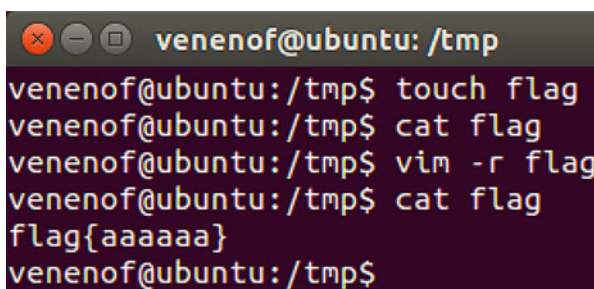 venenof@ubuntu: /tmp
venenof@ubuntu:/tmp$ touch flag
venenof@ubuntu:/tmp$ cat flag
venenof@ubuntu:/tmp$ vim -r flag
venenof@ubuntu:/tmp$ cat flag
flag{aaaaaa}
venenof@ubuntu:/tmp$